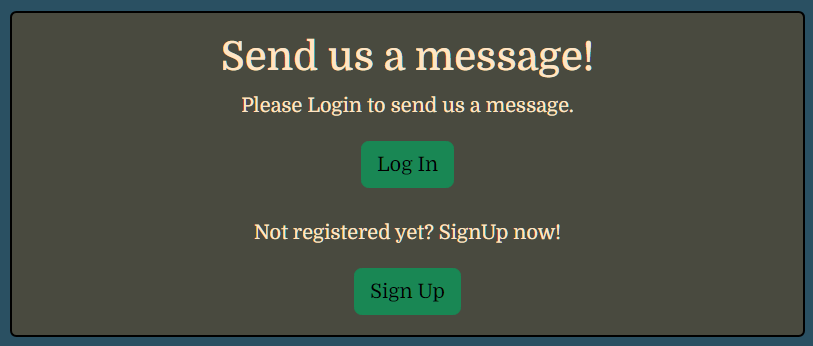 Send us a message!
Please Login to send us a message.
Log In
Not registered yet? SignUp now!
Sign Up